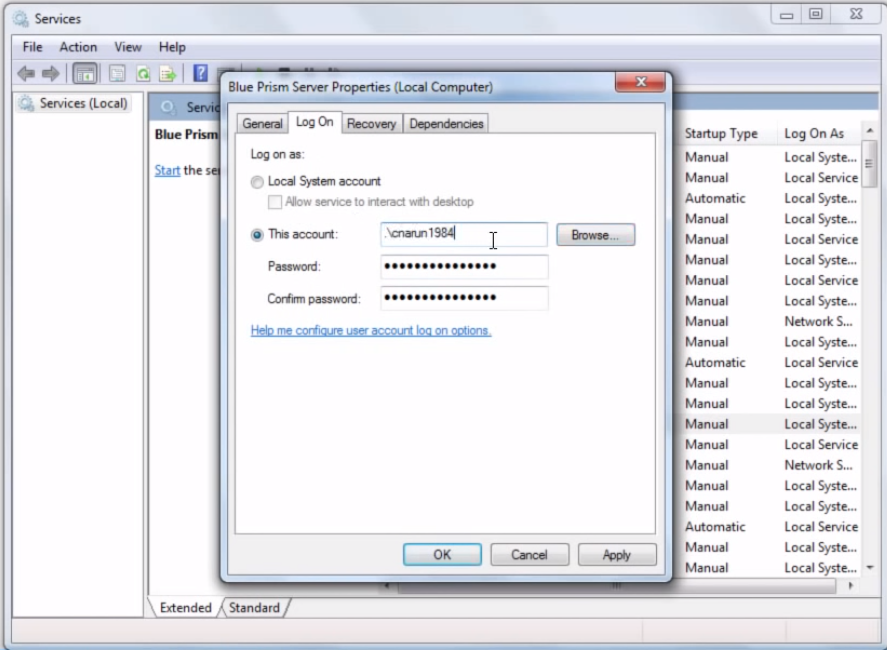 Services
File Action View Help
Services (Local)
Servic
Blue Prism
Start the se
Blue Prism Server Properties (Local Computer)
General Log On Recovery Dependencies
Log on as:
Local System account
Allow service to interact with desktop
This account: .\cnarun1984 Browse...
Password: •••••••••••••••
Confirm password: •••••••••••••••
Help me configure user account log on options.
OK Cancel Apply
Startup Type Log On As
Manual Local Syste...
Manual Local Service
Automatic Local Syste...
Manual Local Syste...
Manual Local Service
Manual Local Syste...
Manual Local Service
Manual Local Syste...
Manual Network S...
Manual Local Syste...
Automatic Local Service
Manual Local Syste...
Manual Local Syste...
Manual Local Syste...
Manual Local Service
Manual Network S...
Manual Local Syste...
Manual Local Syste...
Automatic Local Service
Manual Local Syste...
Manual Local Syste...
Extended Standard